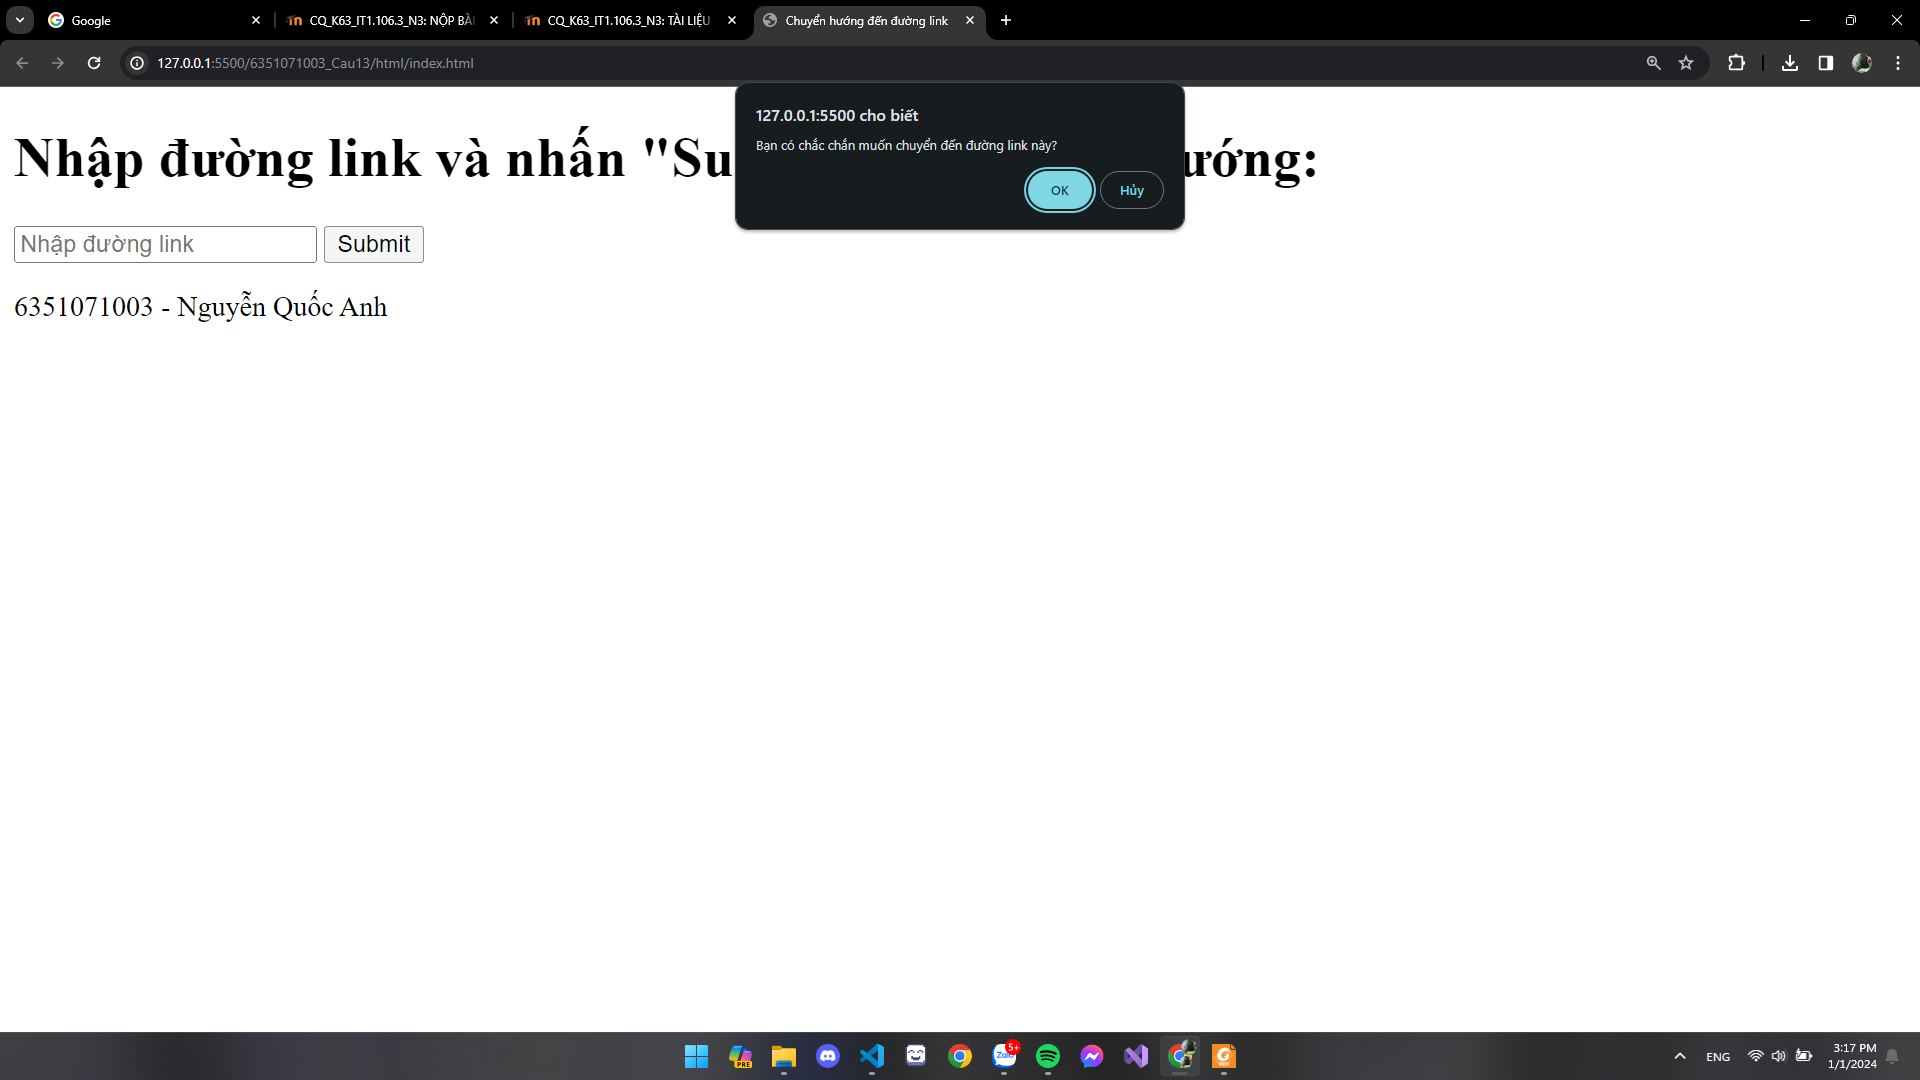 Google
CQ_K63_IT1.106.3_N3: NỘP BÀI
CQ_K63_IT1.106.3_N3: TÀI LIỆU
Chuyển hướng đến đường link
127.0.0.1:5500/6351071003_Cau13/html/index.html
127.0.0.1:5500 cho biết
Bạn có chắc chắn muốn chuyển đến đường link này?
OK
Hủy
Nhập đường link và nhấn "Su ướng:
Nhập đường link
Submit
6351071003 - Nguyễn Quốc Anh
PRE
Zalo
5+
PDF
ENG
3:17 PM
1/1/2024